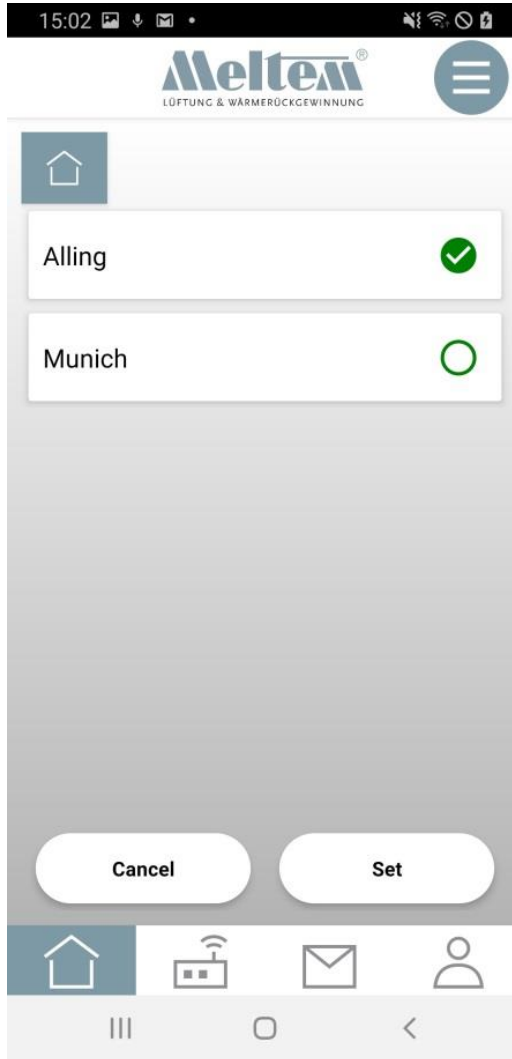 15:02
Meltem®
LÜFTUNG & WÄRMERÜCKGEWINNUNG
Alling
Munich
Cancel
Set